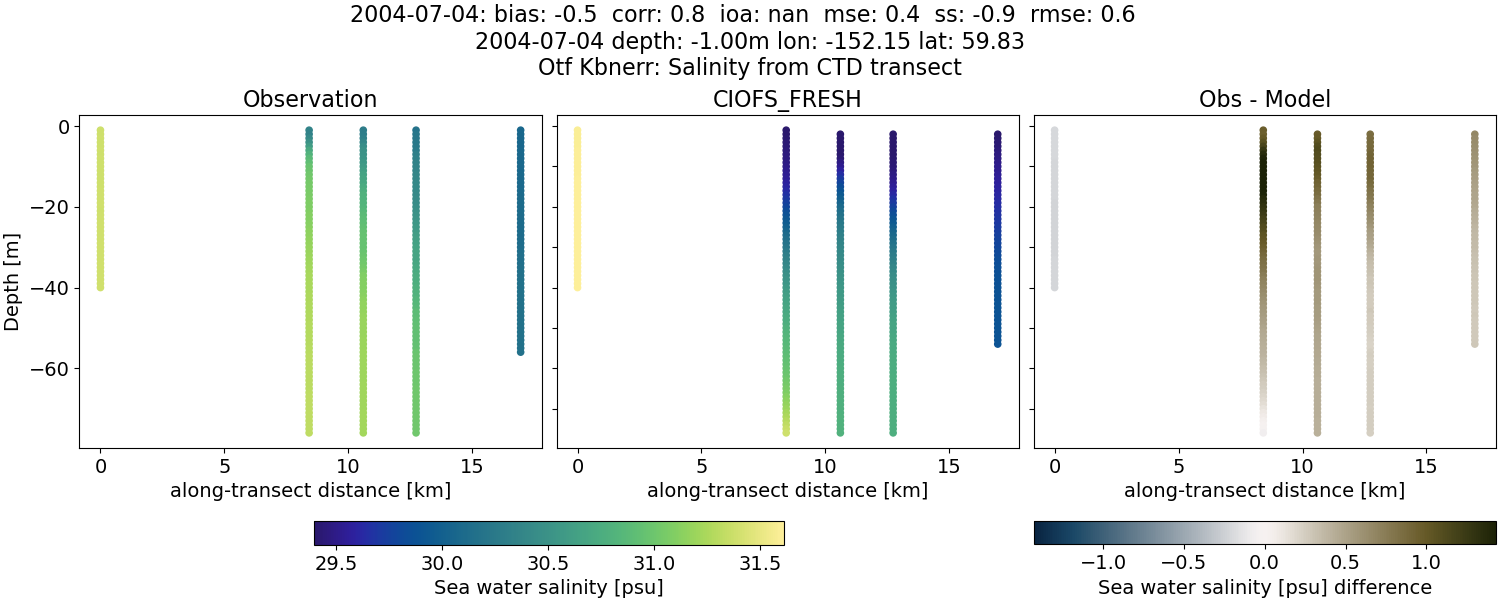 2004-07-04: bias: -0.5  corr: 0.8  ioa: nan  mse: 0.4  ss: -0.9  rmse: 0.6
2004-07-04 depth: -1.00m lon: -152.15 lat: 59.83
Otf Kbnerr: Salinity from CTD transect
Observation
CIOFS_FRESH
Obs - Model
Depth [m]
0
−20
−40
−60
0 5 10 15
0 5 10 15
0 5 10 15
along-transect distance [km]
along-transect distance [km]
along-transect distance [km]
29.5 30.0 30.5 31.0 31.5
Sea water salinity [psu]
−1.0 −0.5 0.0 0.5 1.0
Sea water salinity [psu] difference